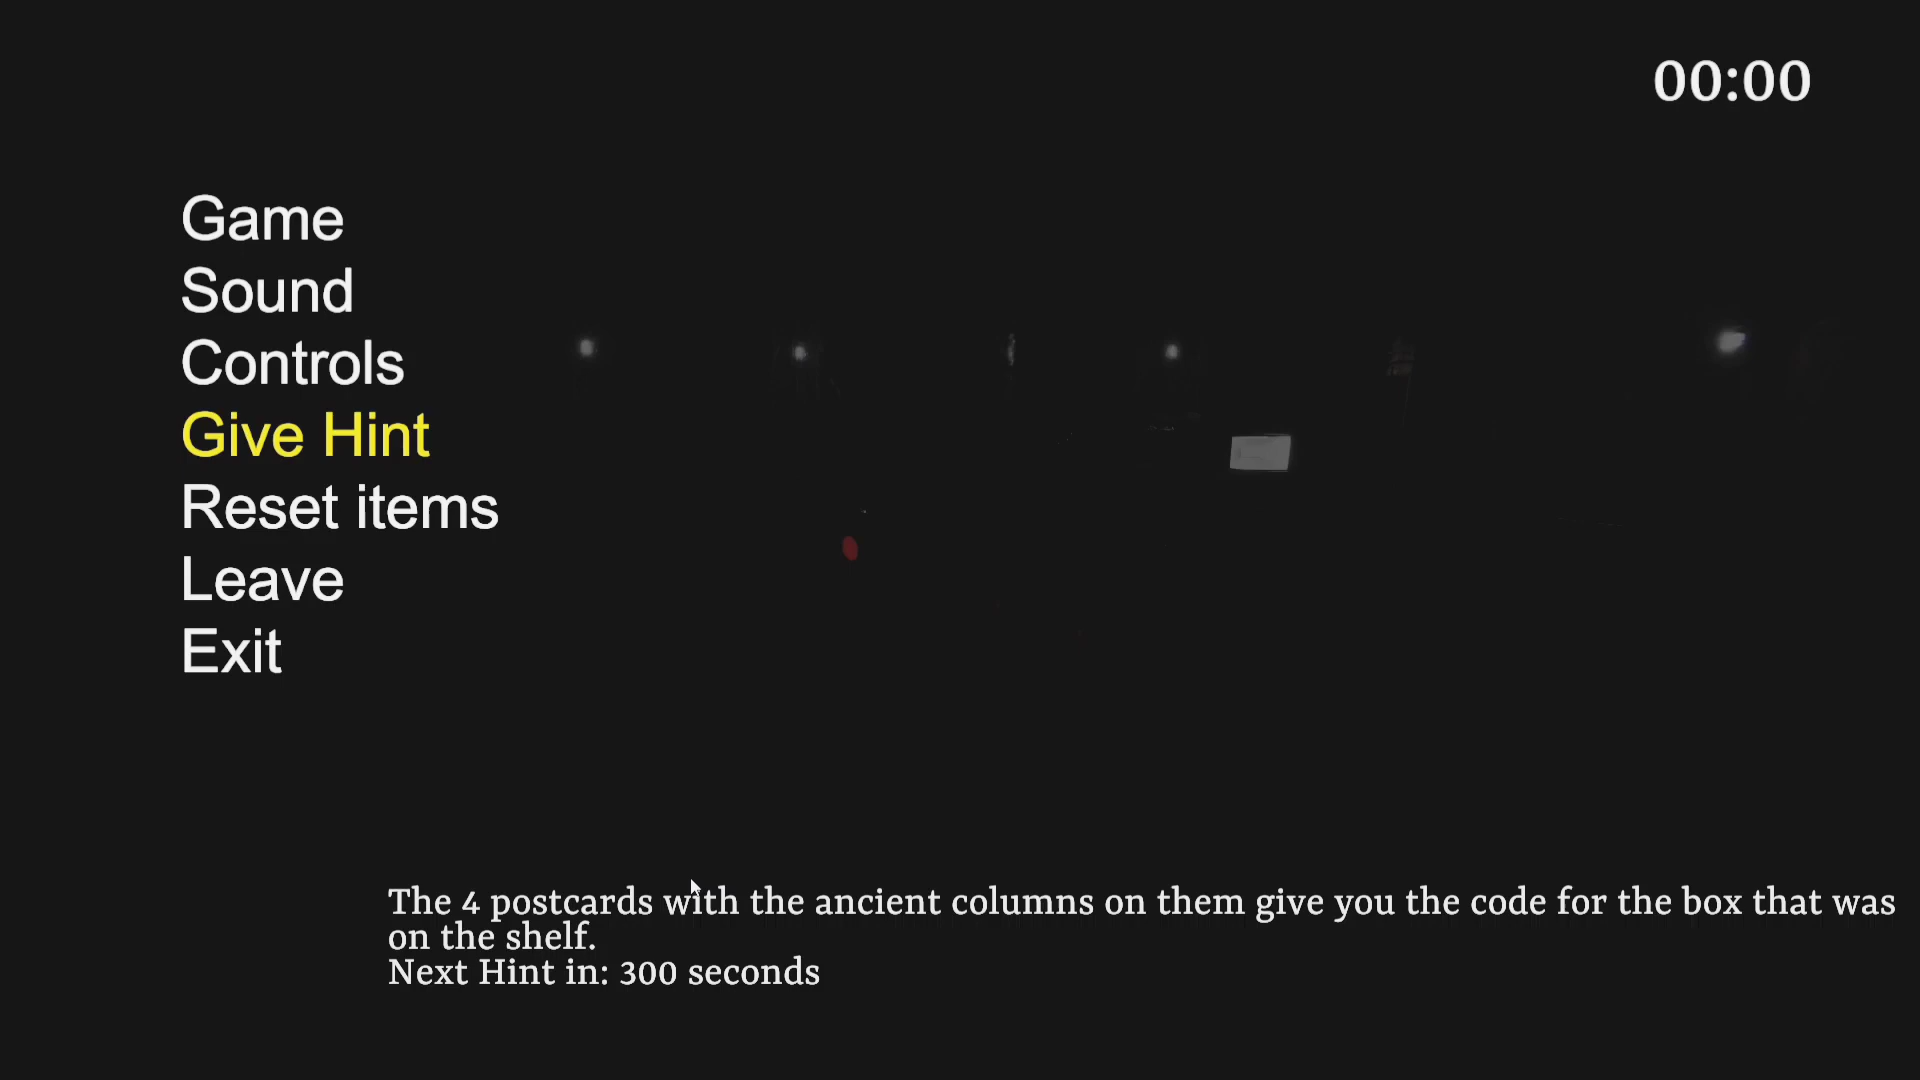 00:00
Game
Sound
Controls
Give Hint
Reset items
Leave
Exit
The 4 postcards with the ancient columns on them give you the code for the box that was
on the shelf.
Next Hint in: 300 seconds